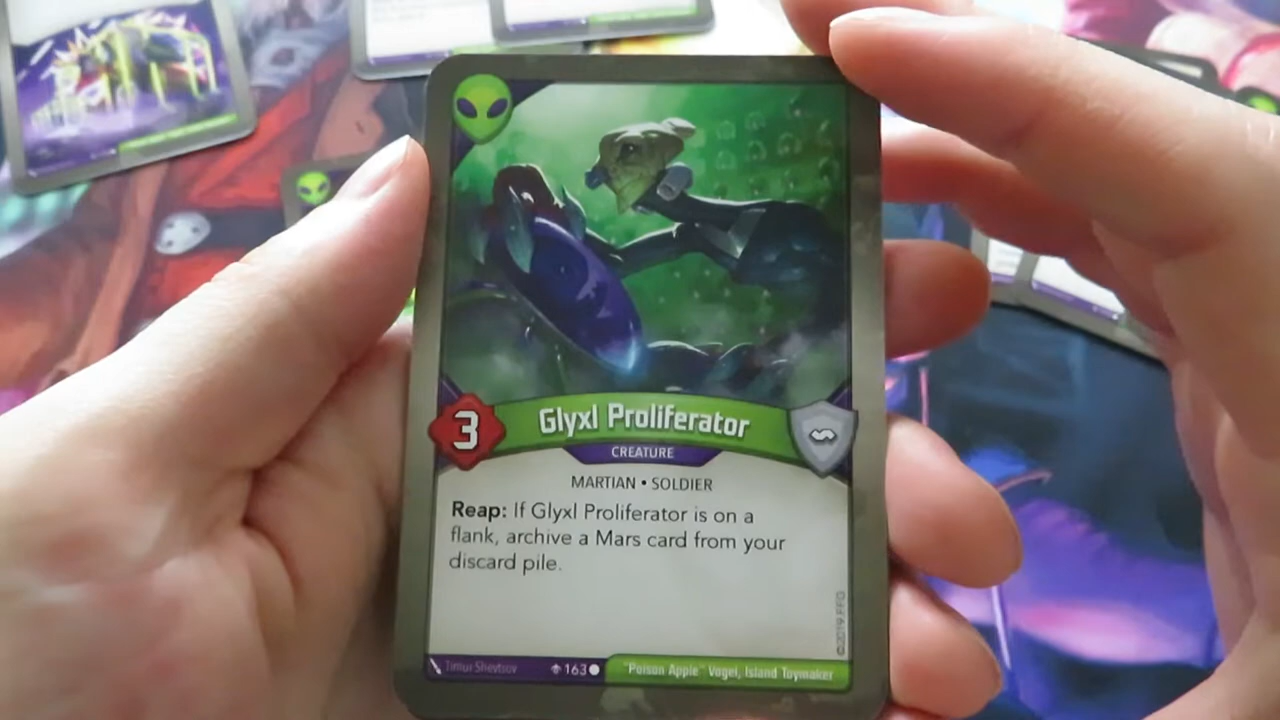 3
Glyxl Proliferator
CREATURE
MARTIAN • SOLDIER
Reap: If Glyxl Proliferator is on a
flank, archive a Mars card from your
discard pile.
©2019 FFG
Timur Shevtsov
163
"Poison Apple" Vogel, Island Toymaker